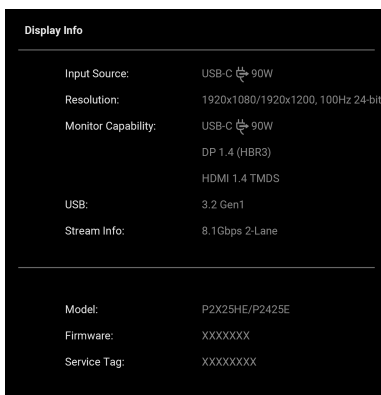 Display Info
Input Source: USB-C 90W
Resolution: 1920x1080/1920x1200, 100Hz 24-bit
Monitor Capability: USB-C 90W
DP 1.4 (HBR3)
HDMI 1.4 TMDS
USB: 3.2 Gen1
Stream Info: 8.1Gbps 2-Lane
Model: P2X25HE/P2425E
Firmware: XXXXXXX
Service Tag: XXXXXXXX